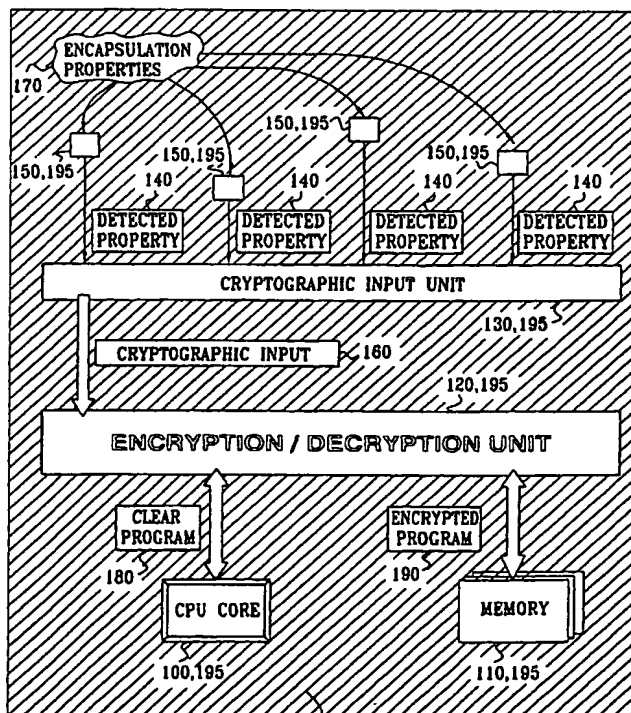 ENCAPSULATION
PROPERTIES
170
150,195
150,195
150,195
150,195
140
140
140
140
DETECTED
PROPERTY
DETECTED
PROPERTY
DETECTED
PROPERTY
DETECTED
PROPERTY
CRYPTOGRAPHIC INPUT UNIT
130,195
CRYPTOGRAPHIC INPUT
160
120,195
ENCRYPTION / DECRYPTION UNIT
CLEAR
PROGRAM
180
ENCRYPTED
PROGRAM
190
CPU CORE
MEMORY
100,195
110,195